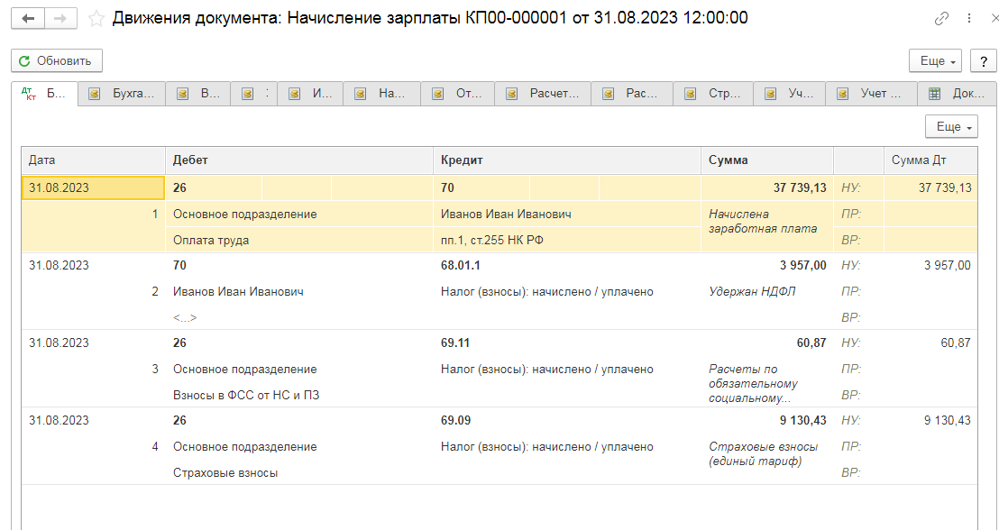 Движения документа: Начисление зарплаты КП00-000001 от 31.08.2023 12:00:00
Обновить
Еще
?
Дт Кт Б...
Бухга...
В...
:
И...
На...
От...
Расчет...
Рас...
Стр...
Уч...
Учет ...
Док...
Еще
Дата Дебет Кредит Сумма Сумма Дт
31.08.2023 26 70 37 739,13 НУ: 37 739,13
1 Основное подразделение Иванов Иван Иванович Начислена заработная плата ПР:
Оплата труда пп.1, ст.255 НК РФ ВР:
31.08.2023 70 68.01.1 3 957,00 НУ: 3 957,00
2 Иванов Иван Иванович Налог (взносы): начислено / уплачено Удержан НДФЛ ПР:
<...> ВР:
31.08.2023 26 69.11 60,87 НУ: 60,87
3 Основное подразделение Налог (взносы): начислено / уплачено Расчеты по обязательному социальному... ПР:
Взносы в ФСС от НС и ПЗ ВР:
31.08.2023 26 69.09 9 130,43 НУ: 9 130,43
4 Основное подразделение Налог (взносы): начислено / уплачено Страховые взносы (единый тариф) ПР:
Страховые взносы ВР: